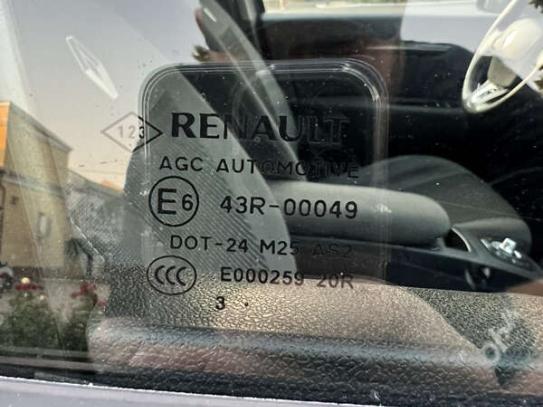 123 RENAULT
AGC AUTOMOTIVE
E6 43R-00049
DOT-24 M25 AS2
CCC E000259 20R
3 .